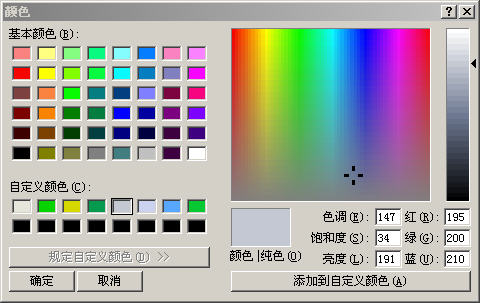 颜色
基本颜色(B):
自定义颜色(C):
规定自定义颜色(D) >>
确定 取消
颜色|纯色(O)
色调(E): 147 红(R): 195
饱和度(S): 34 绿(G): 200
亮度(L): 191 蓝(U): 210
添加到自定义颜色(A)